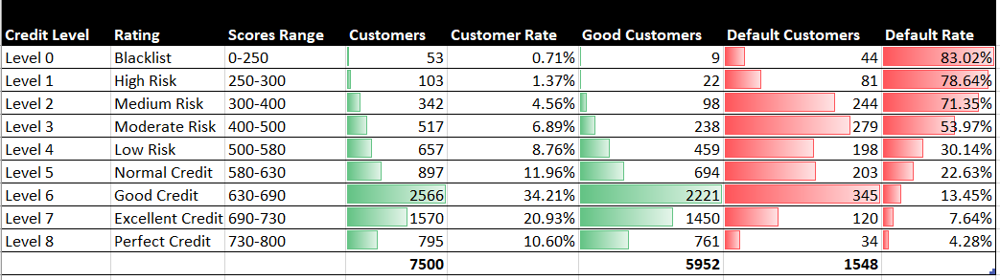 Credit Level Rating Scores Range Customers Customer Rate Good Customers Default Customers Default Rate
Level 0 Blacklist 0-250 53 0.71% 9 44 83.02%
Level 1 High Risk 250-300 103 1.37% 22 81 78.64%
Level 2 Medium Risk 300-400 342 4.56% 98 244 71.35%
Level 3 Moderate Risk 400-500 517 6.89% 238 279 53.97%
Level 4 Low Risk 500-580 657 8.76% 459 198 30.14%
Level 5 Normal Credit 580-630 897 11.96% 694 203 22.63%
Level 6 Good Credit 630-690 2566 34.21% 2221 345 13.45%
Level 7 Excellent Credit 690-730 1570 20.93% 1450 120 7.64%
Level 8 Perfect Credit 730-800 795 10.60% 761 34 4.28%
7500 5952 1548